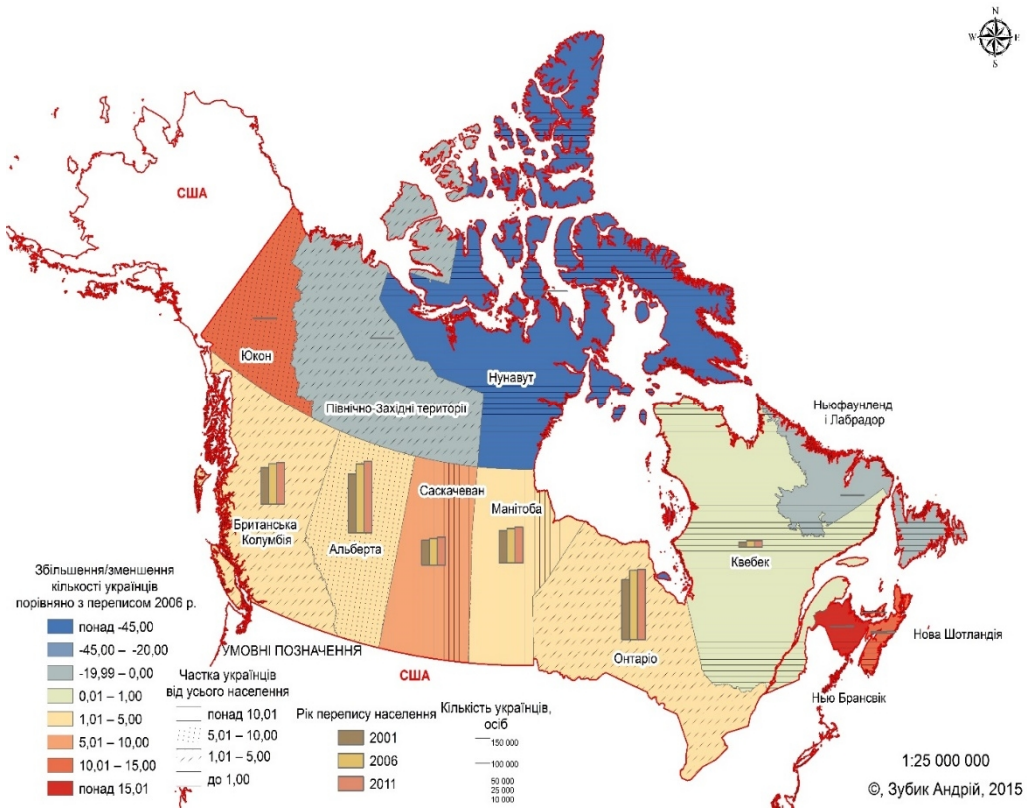 N
W
E
S
США
Юкон
Північно-Західні території
Нунавут
Ньюфаунленд
і Лабрадор
Британська
Колумбія
Альберта
Саскачеван
Манітоба
Онтаріо
Квебек
Нова Шотландія
Нью Брансвік
США
УМОВНІ ПОЗНАЧЕННЯ
Збільшення/зменшення
кількості українців
порівняно з переписом 2006 р.
понад -45,00
-45,00 – -20,00
-19,99 – 0,00
0,01 – 1,00
1,01 – 5,00
5,01 – 10,00
10,01 – 15,00
понад 15,01
Частка українців
від усього населення
понад 10,01
5,01 – 10,00
1,01 – 5,00
до 1,00
Рік перепису населення
2001
2006
2011
Кількість українців,
осіб
150 000
100 000
50 000
25 000
10 000
1:25 000 000
©, Зубик Андрій, 2015